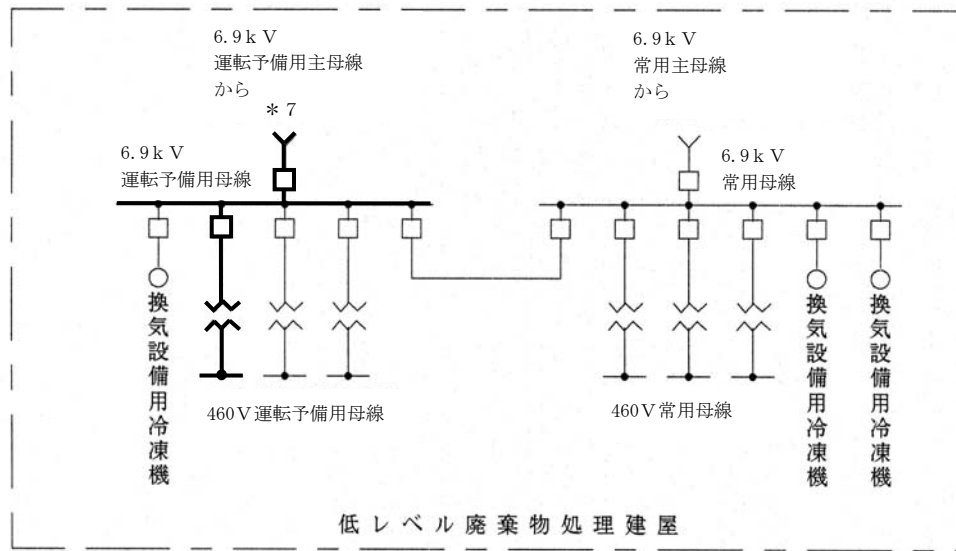 6.9kV
運転予備用主母線
から
＊7
6.9kV
常用主母線
から
6.9kV
運転予備用母線
6.9kV
常用母線
換気設備用冷凍機
460V運転予備用母線
460V常用母線
換気設備用冷凍機
換気設備用冷凍機
低レベル廃棄物処理建屋